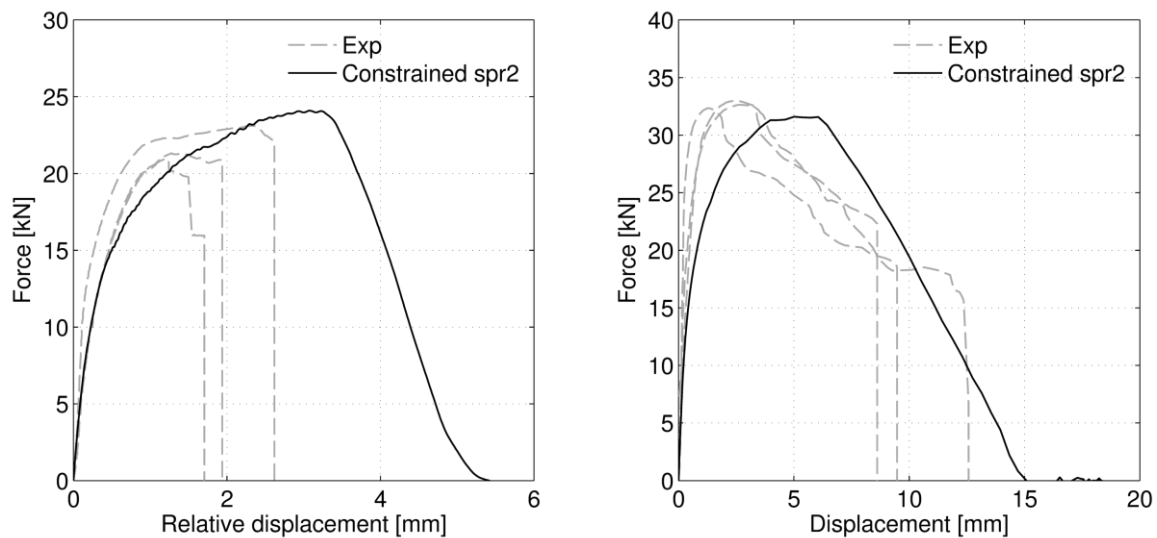 30
25
20
15
10
5
0
Force [kN]
Exp
Constrained spr2
0 2 4 6
Relative displacement [mm]
40
35
30
25
20
15
10
5
0
Force [kN]
Exp
Constrained spr2
0 5 10 15 20
Displacement [mm]